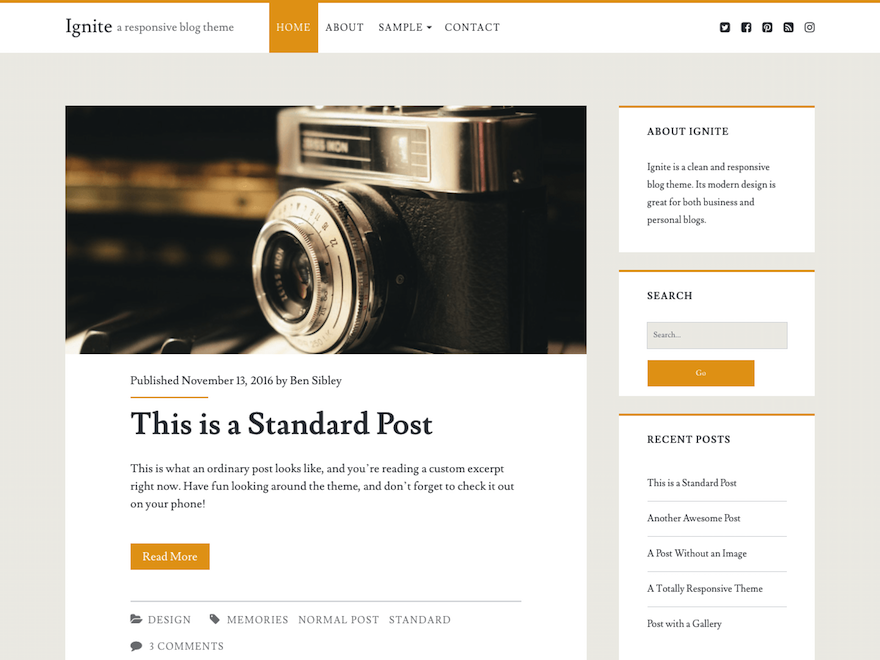 Ignite a responsive blog theme
HOME ABOUT SAMPLE CONTACT
ZEISS IKON
Published November 13, 2016 by Ben Sibley
This is a Standard Post
This is what an ordinary post looks like, and you're reading a custom excerpt
right now. Have fun looking around the theme, and don't forget to check it out
on your phone!
Read More
DESIGN MEMORIES NORMAL POST STANDARD
3 COMMENTS
ABOUT IGNITE
Ignite is a clean and responsive
blog theme. Its modern design is
great for both business and
personal blogs.
SEARCH
Search...
Go
RECENT POSTS
This is a Standard Post
Another Awesome Post
A Post Without an Image
A Totally Responsive Theme
Post with a Gallery